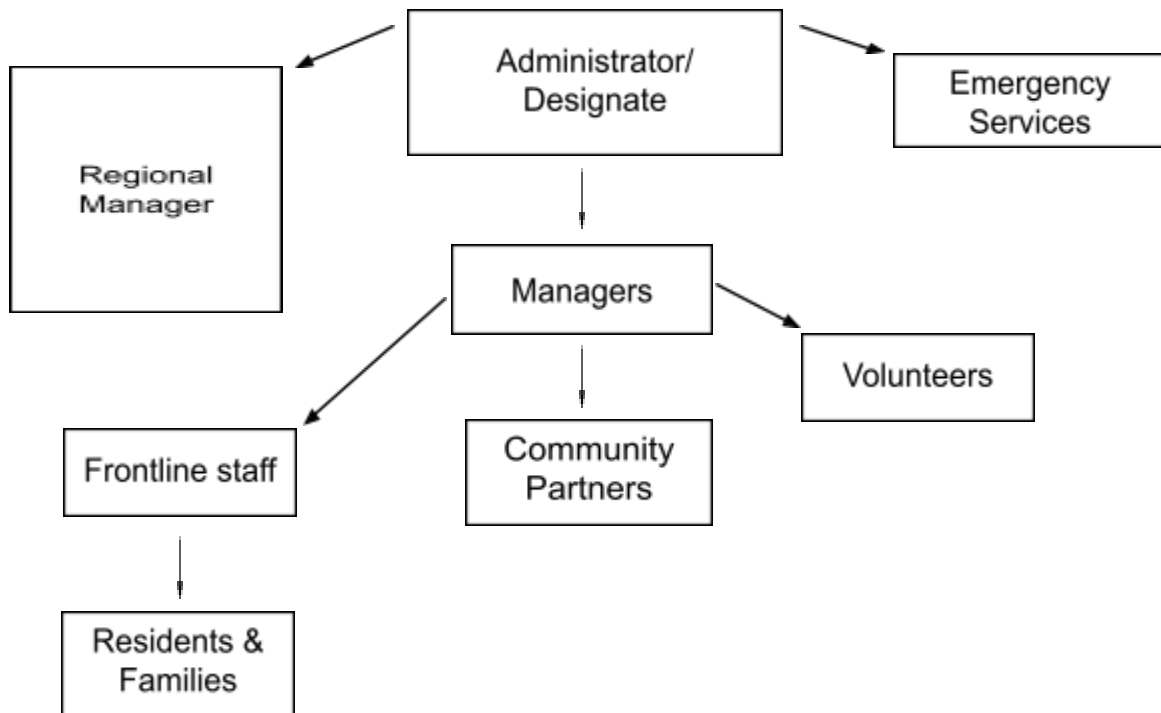 Administrator/
Designate
Emergency
Services
Regional
Manager
Managers
Volunteers
Frontline staff
Community
Partners
Residents &
Families